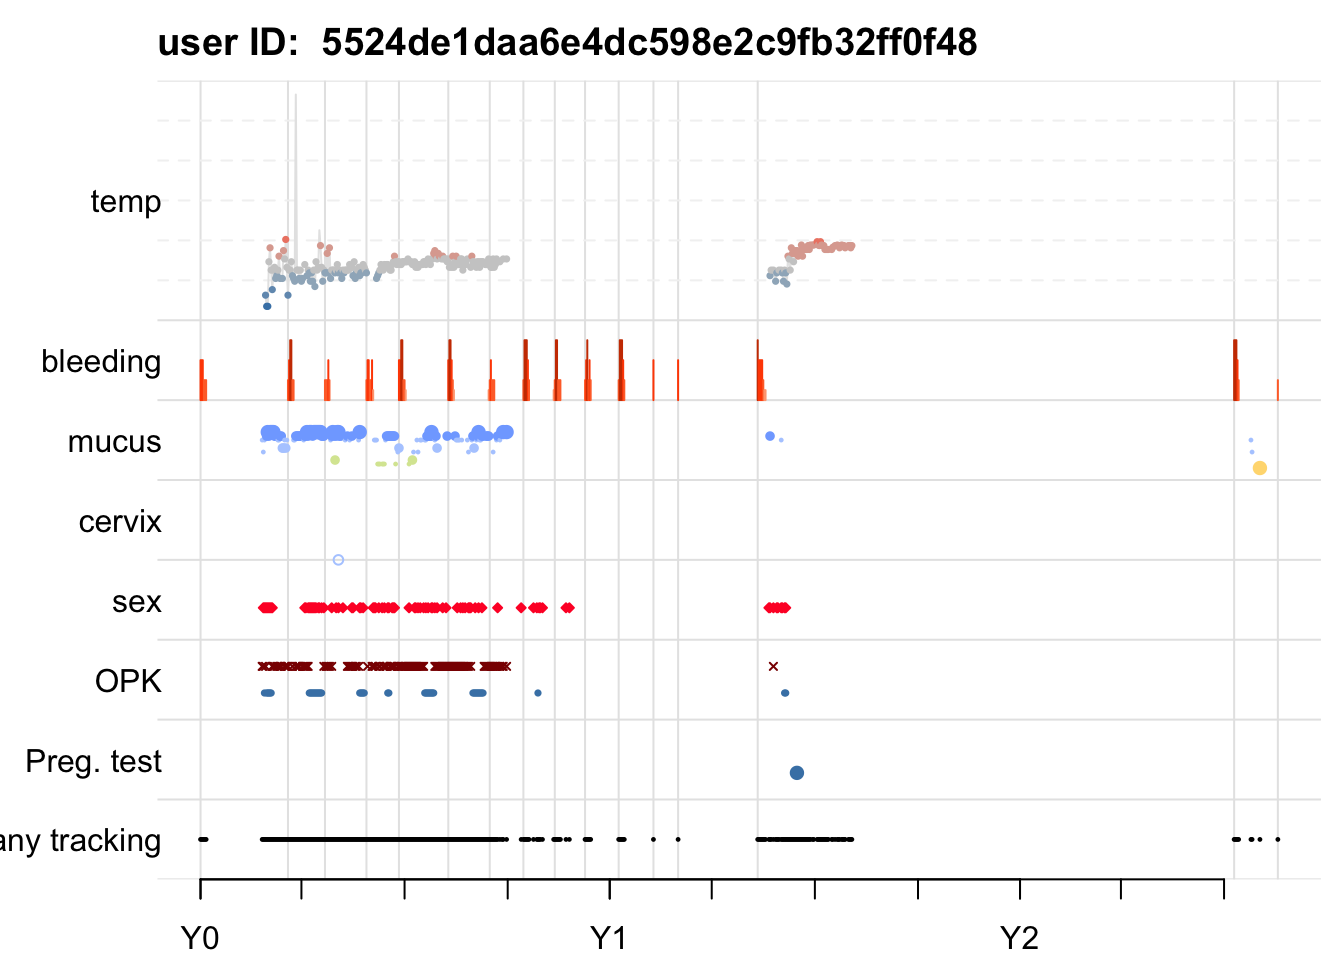 user ID:  5524de1daa6e4dc598e2c9fb32ff0f48
temp
bleeding
mucus
cervix
sex
OPK
Preg. test
any tracking
Y0 Y1 Y2